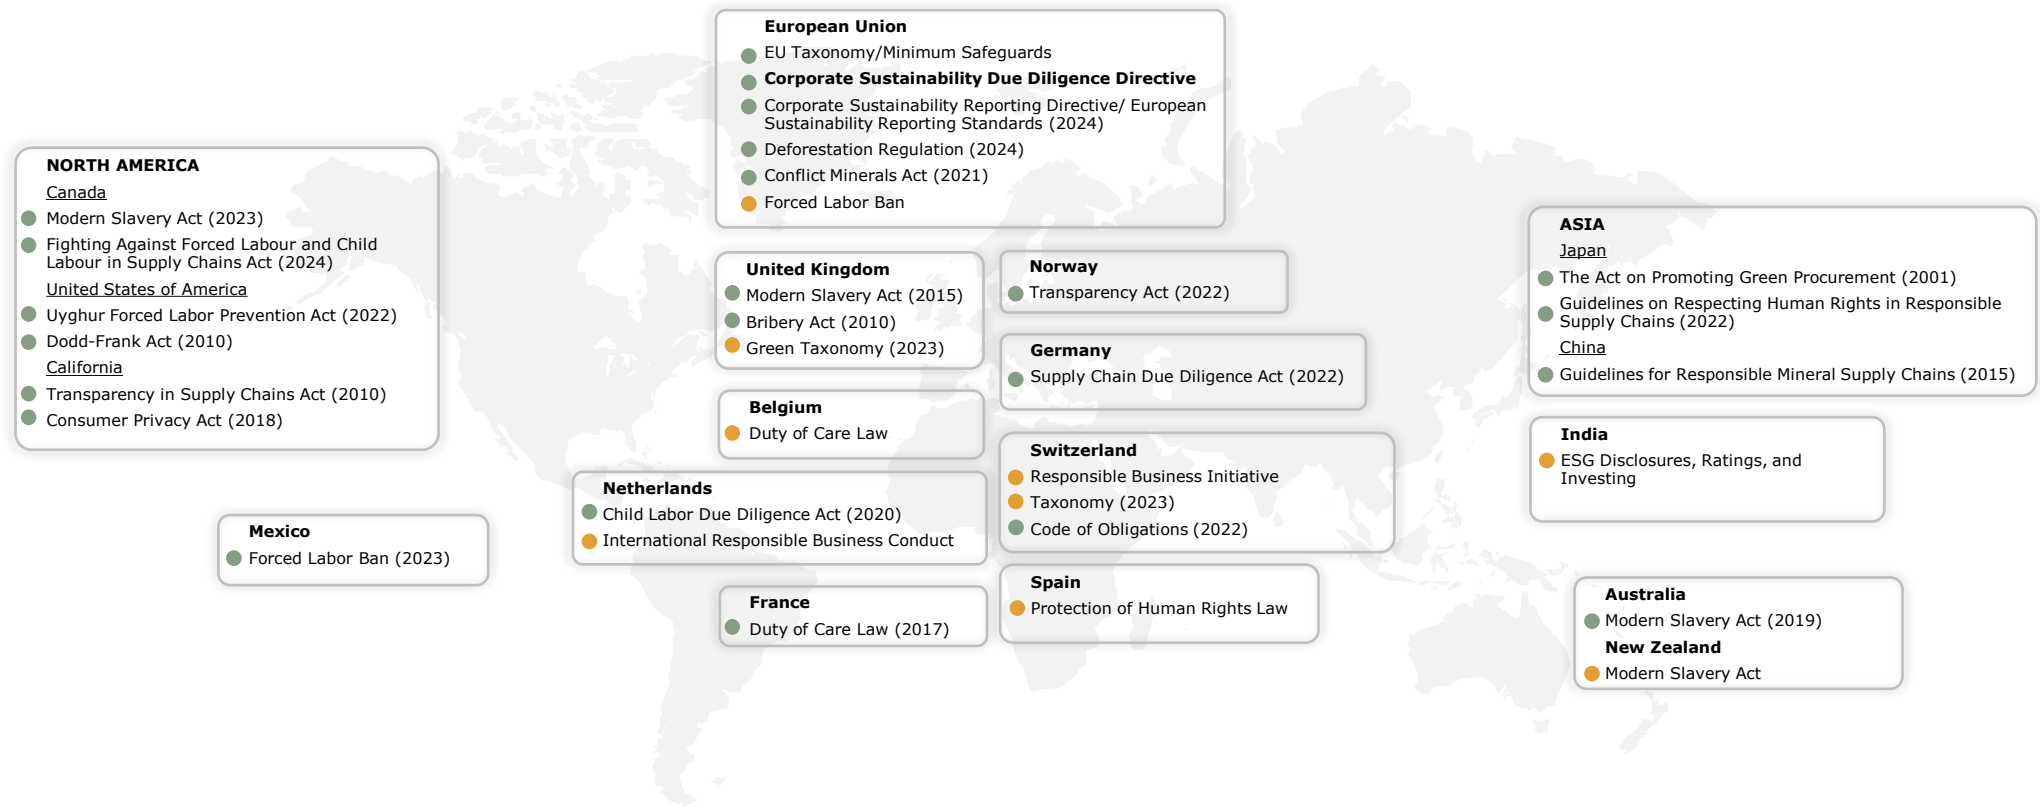 European Union
EU Taxonomy/Minimum Safeguards
Corporate Sustainability Due Diligence Directive
Corporate Sustainability Reporting Directive/ European
Sustainability Reporting Standards (2024)
Deforestation Regulation (2024)
Conflict Minerals Act (2021)
Forced Labor Ban
NORTH AMERICA
Canada
Modern Slavery Act (2023)
Fighting Against Forced Labour and Child
Labour in Supply Chains Act (2024)
United States of America
Uyghur Forced Labor Prevention Act (2022)
Dodd-Frank Act (2010)
California
Transparency in Supply Chains Act (2010)
Consumer Privacy Act (2018)
Mexico
Forced Labor Ban (2023)
United Kingdom
Modern Slavery Act (2015)
Bribery Act (2010)
Green Taxonomy (2023)
Belgium
Duty of Care Law
Netherlands
Child Labor Due Diligence Act (2020)
International Responsible Business Conduct
France
Duty of Care Law (2017)
Norway
Transparency Act (2022)
Germany
Supply Chain Due Diligence Act (2022)
Switzerland
Responsible Business Initiative
Taxonomy (2023)
Code of Obligations (2022)
Spain
Protection of Human Rights Law
ASIA
Japan
The Act on Promoting Green Procurement (2001)
Guidelines on Respecting Human Rights in Responsible
Supply Chains (2022)
China
Guidelines for Responsible Mineral Supply Chains (2015)
India
ESG Disclosures, Ratings, and
Investing
Australia
Modern Slavery Act (2019)
New Zealand
Modern Slavery Act